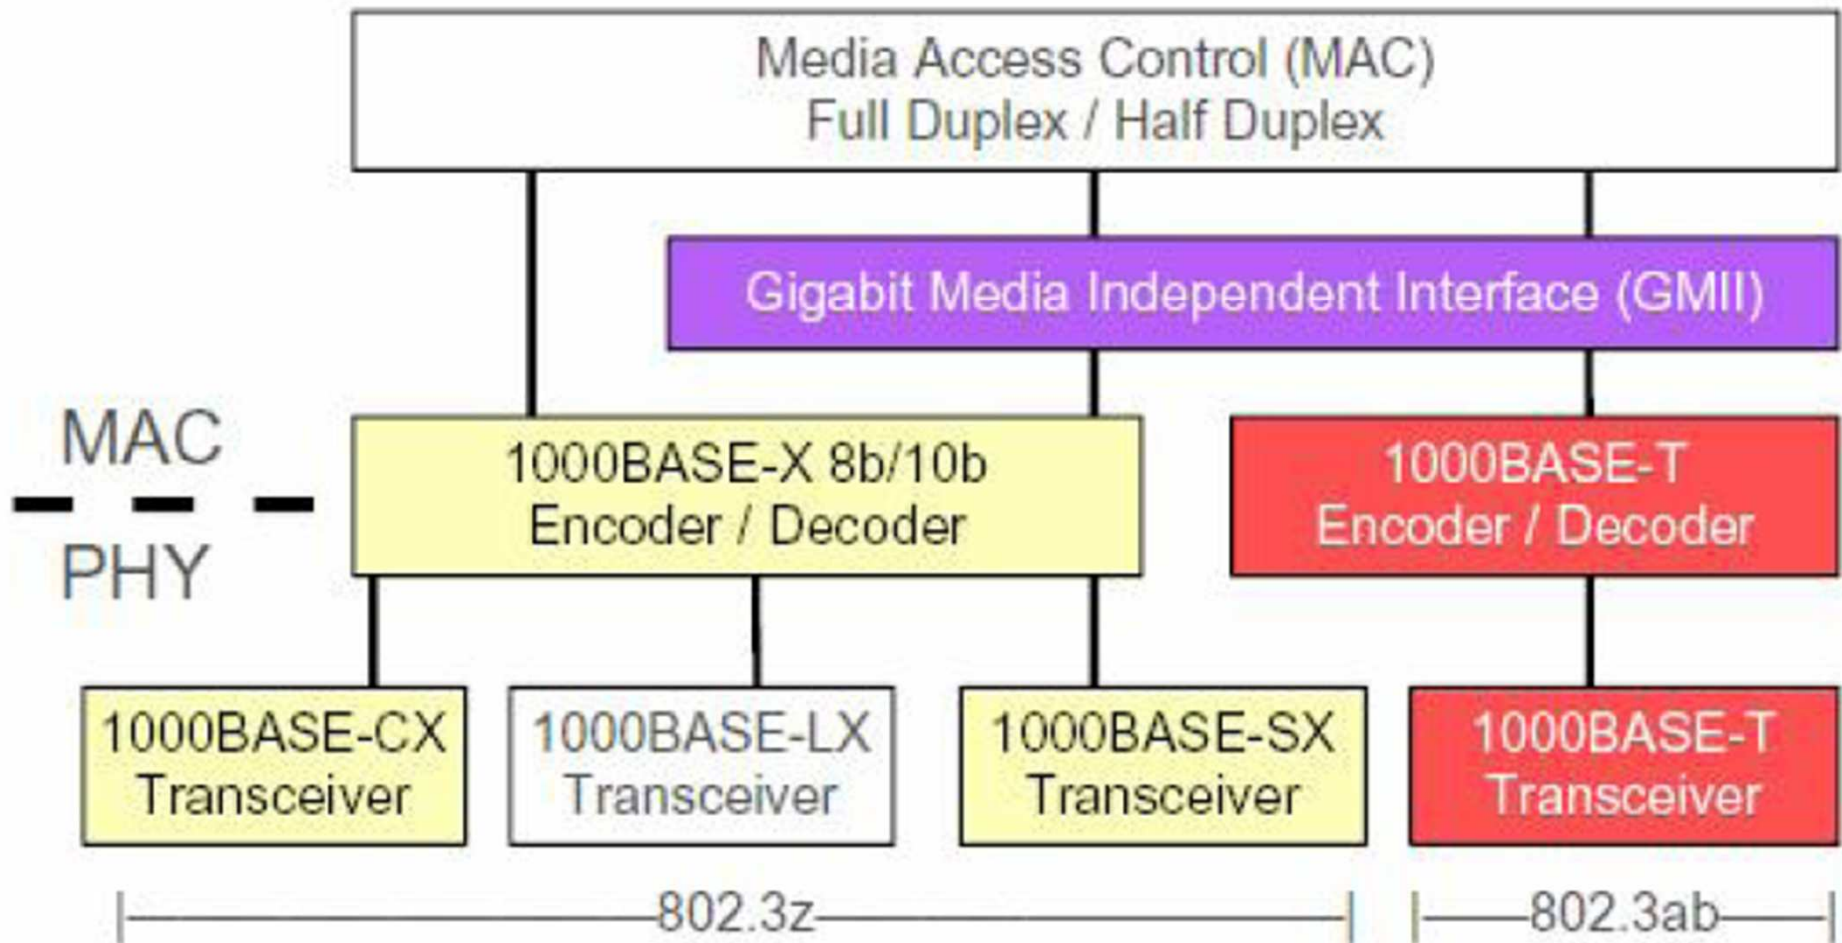 Media Access Control (MAC)
Full Duplex / Half Duplex
Gigabit Media Independent Interface (GMII)
MAC
PHY
1000BASE-X 8b/10b
Encoder / Decoder
1000BASE-T
Encoder / Decoder
1000BASE-CX
Transceiver
1000BASE-LX
Transceiver
1000BASE-SX
Transceiver
1000BASE-T
Transceiver
802.3z
802.3ab